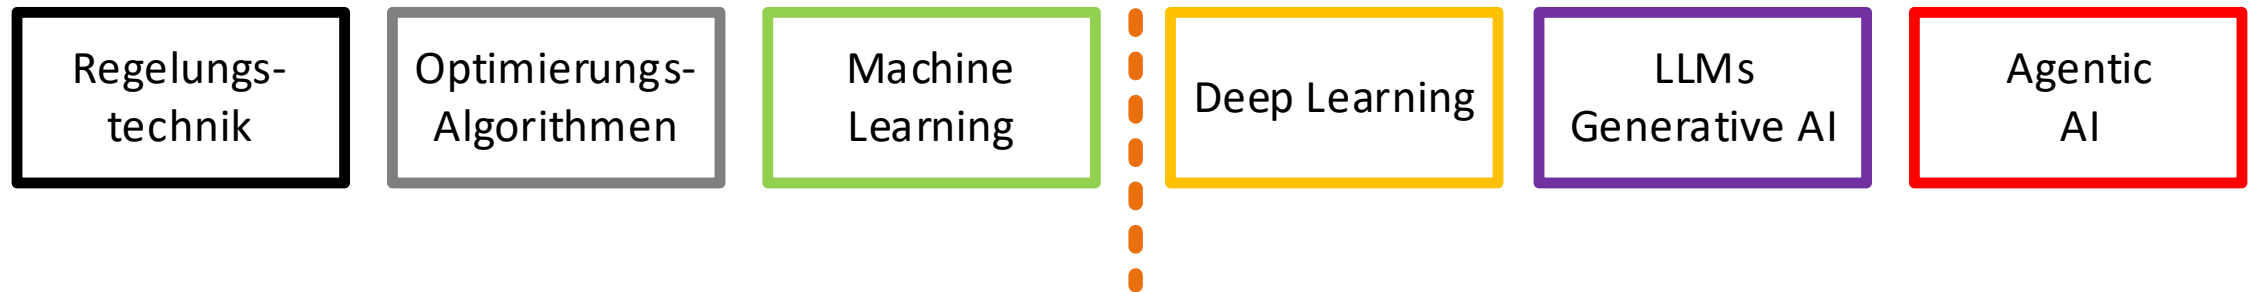 Regelungs-
technik
Optimierungs-
Algorithmen
Machine
Learning
Deep Learning
LLMs
Generative AI
Agentic
AI